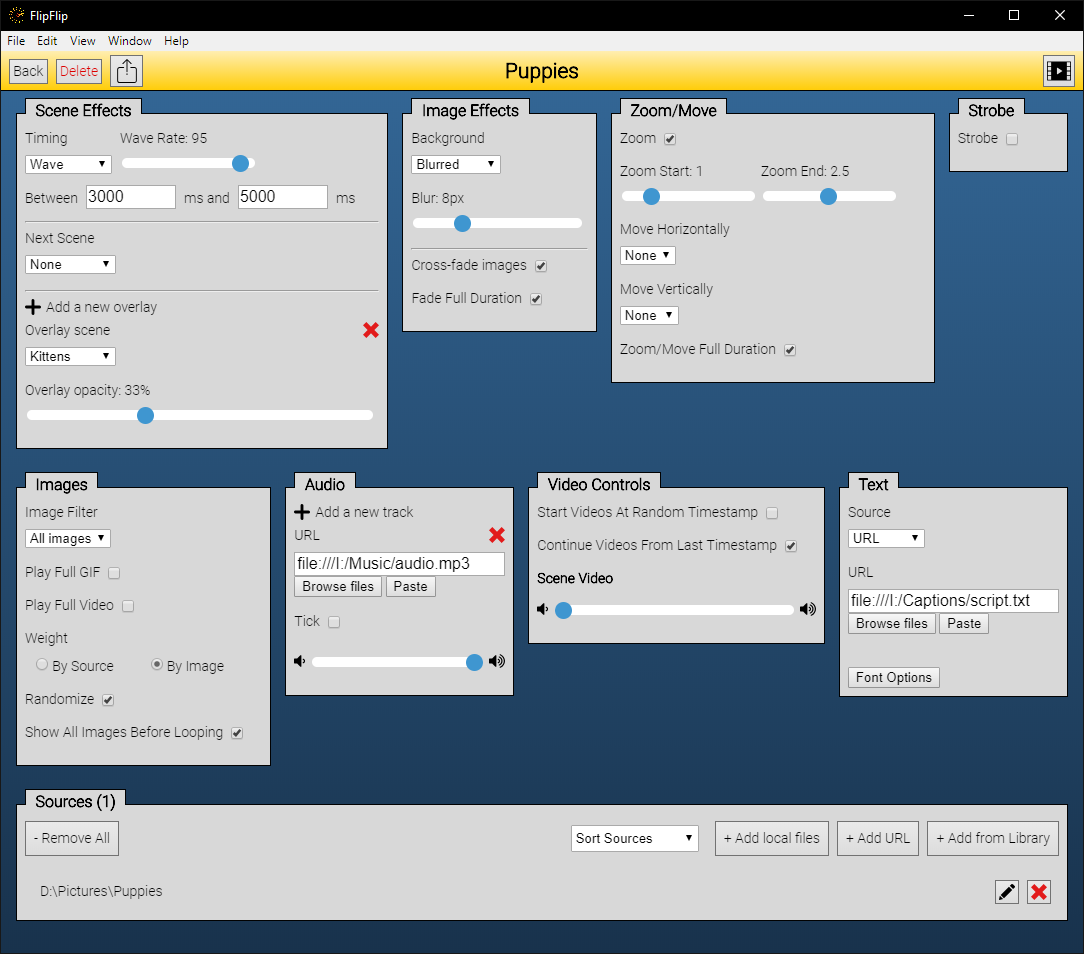 FlipFlip
File Edit View Window Help
Back Delete Puppies
Scene Effects
Timing Wave Rate: 95
Wave
Between 3000 ms and 5000 ms
Next Scene
None
Add a new overlay
Overlay scene
Kittens
Overlay opacity: 33%
Image Effects
Background
Blurred
Blur: 8px
Cross-fade images
Fade Full Duration
Zoom/Move
Zoom
Zoom Start: 1 Zoom End: 2.5
Move Horizontally
None
Move Vertically
None
Zoom/Move Full Duration
Strobe
Strobe
Images
Image Filter
All images
Play Full GIF
Play Full Video
Weight
By Source By Image
Randomize
Show All Images Before Looping
Audio
Add a new track
URL
file:///I:/Music/audio.mp3
Browse files Paste
Tick
Video Controls
Start Videos At Random Timestamp
Continue Videos From Last Timestamp
Scene Video
Text
Source
URL
URL
file:///I:/Captions/script.txt
Browse files Paste
Font Options
Sources (1)
- Remove All Sort Sources + Add local files + Add URL + Add from Library
D:\Pictures\Puppies